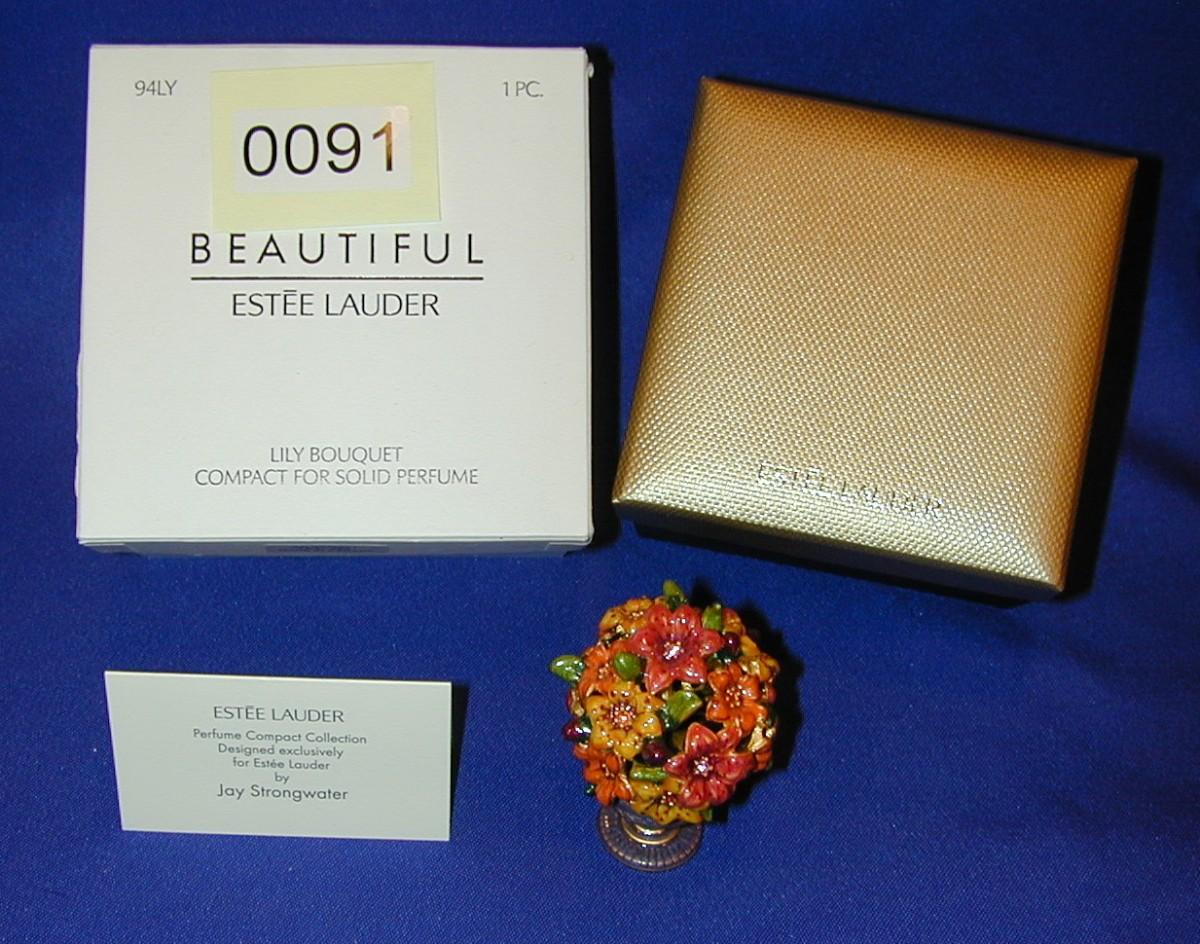 94LY
1 PC.
0091
BEAUTIFUL
ESTĒE LAUDER
LILY BOUQUET
COMPACT FOR SOLID PERFUME
ESTĒE LAUDER
ESTĒE LAUDER
Perfume Compact Collection
Designed exclusively
for Estée Lauder
by
Jay Strongwater